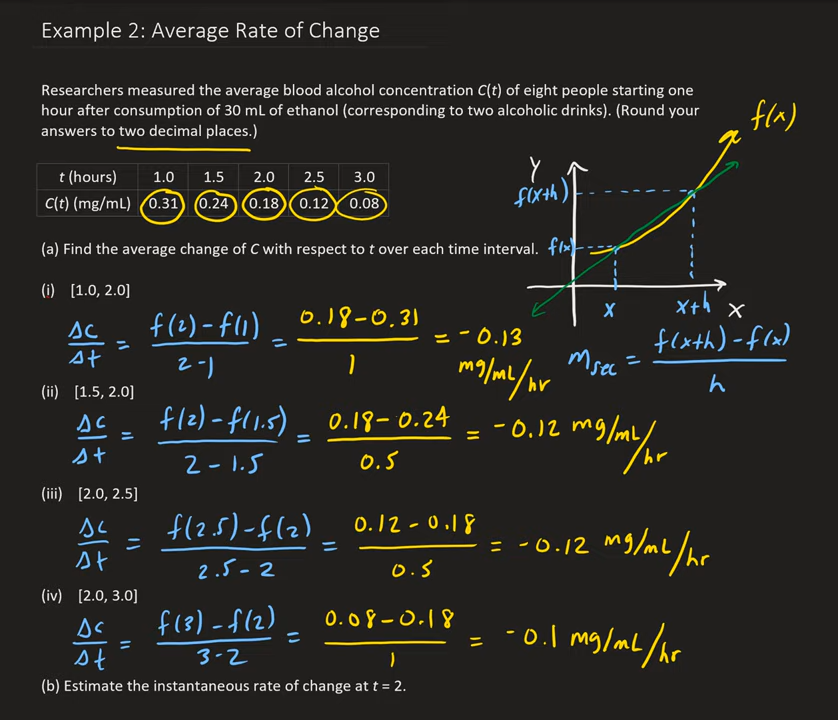 Example 2: Average Rate of Change
Researchers measured the average blood alcohol concentration C(t) of eight people starting one
hour after consumption of 30 mL of ethanol (corresponding to two alcoholic drinks). (Round your
answers to two decimal places.)
t (hours) 1.0 1.5 2.0 2.5 3.0
C(t) (mg/mL) 0.31 0.24 0.18 0.12 0.08
y
f(x)
f(x+h)
f(x)
x
x+h
x
m sec = f(x+h) - f(x) / h
(a) Find the average change of C with respect to t over each time interval.
(i) [1.0, 2.0]
Δc/Δt = f(2) - f(1) / 2-1 = 0.18 - 0.31 / 1 = -0.13
mg/mL/hr
(ii) [1.5, 2.0]
Δc/Δt = f(2) - f(1.5) / 2 - 1.5 = 0.18 - 0.24 / 0.5 = -0.12 mg/mL/hr
(iii) [2.0, 2.5]
Δc/Δt = f(2.5) - f(2) / 2.5 - 2 = 0.12 - 0.18 / 0.5 = -0.12 mg/mL/hr
(iv) [2.0, 3.0]
Δc/Δt = f(3) - f(2) / 3-2 = 0.08 - 0.18 / 1 = -0.1 mg/mL/hr
(b) Estimate the instantaneous rate of change at t = 2.